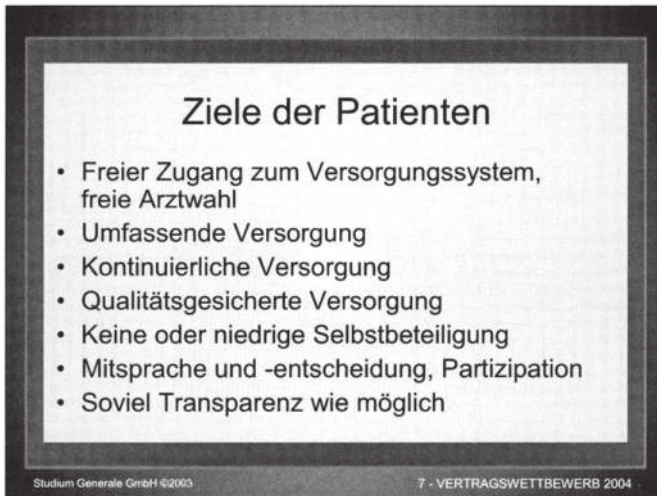 Ziele der Patienten
• Freier Zugang zum Versorgungssystem,
freie Arztwahl
• Umfassende Versorgung
• Kontinuierliche Versorgung
• Qualitätsgesicherte Versorgung
• Keine oder niedrige Selbstbeteiligung
• Mitsprache und -entscheidung, Partizipation
• Soviel Transparenz wie möglich
Studium Generale GmbH ©2003
7 - VERTRAGSWETTBEWERB 2004